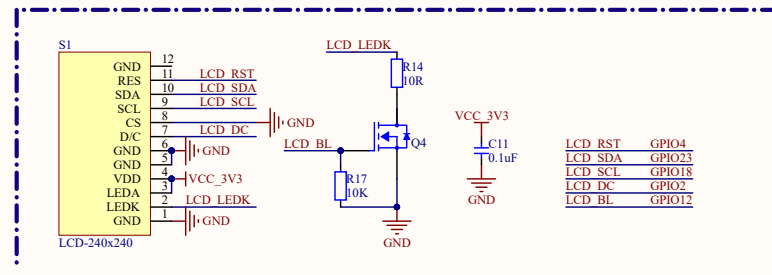 S1
GND 12
RES 11 LCD_RST
SDA 10 LCD_SDA
SCL 9 LCD_SCL
CS 8 GND
D/C 7 LCD_DC
GND 6 GND
GND 5
VDD 4 VCC_3V3
LEDA 3
LEDK 2 LCD_LEDK
GND 1 GND
LCD-240x240
LCD_LEDK
R14
10R
Q4
LCD_BL
R17
10K
GND
VCC_3V3
C11
0.1uF
GND
LCD_RST GPIO4
LCD_SDA GPIO23
LCD_SCL GPIO18
LCD_DC GPIO2
LCD_BL GPIO12